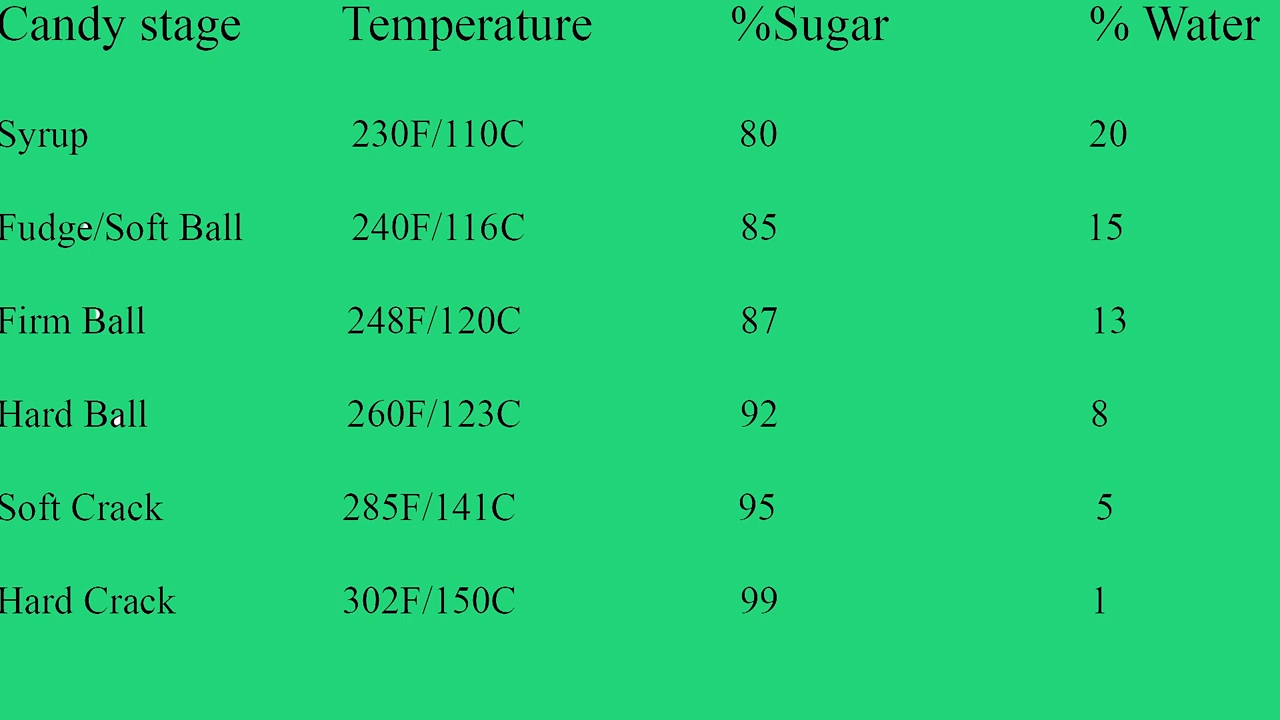 Candy stage Temperature %Sugar % Water
Syrup 230F/110C 80 20
Fudge/Soft Ball 240F/116C 85 15
Firm Ball 248F/120C 87 13
Hard Ball 260F/123C 92 8
Soft Crack 285F/141C 95 5
Hard Crack 302F/150C 99 1